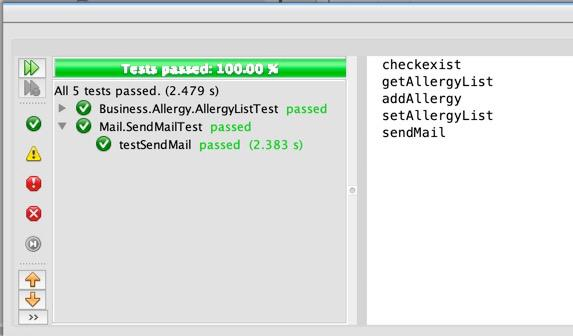 Tests passed: 100.00 %
All 5 tests passed. (2.479 s)
Business.Allergy.AllergyListTest passed
Mail.SendMailTest passed
testSendMail passed (2.383 s)
>>
checkexist
getAllergyList
addAllergy
setAllergyList
sendMail